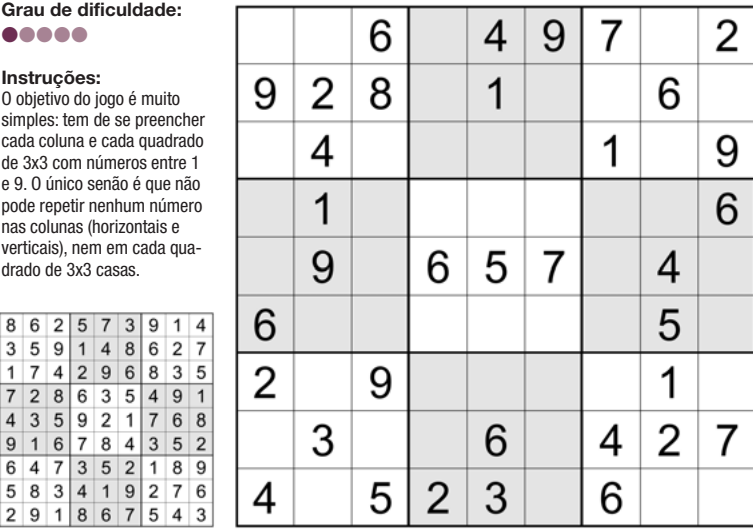 Grau de dificuldade:
Instruções:
O objetivo do jogo é muito
simples: tem de se preencher
cada coluna e cada quadrado
de 3x3 com números entre 1
e 9. O único senão é que não
pode repetir nenhum número
nas colunas (horizontais e
verticais), nem em cada qua-
drado de 3x3 casas.
8 6 2 5 7 3 9 1 4
3 5 9 1 4 8 6 2 7
1 7 4 2 9 6 8 3 5
7 2 8 6 3 5 4 9 1
4 3 5 9 2 1 7 6 8
9 1 6 7 8 4 3 5 2
6 4 7 3 5 2 1 8 9
5 8 3 4 1 9 2 7 6
2 9 1 8 6 7 5 4 3
6 4 9 7 2
9 2 8 1 6
4 1 9
1 6
9 6 5 7 4
6 5
2 9 1
3 6 4 2 7
4 5 2 3 6